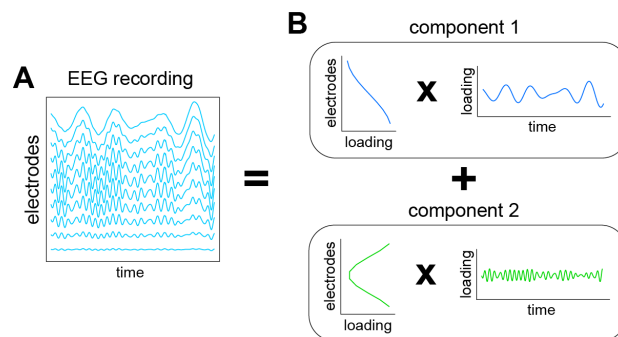 A
EEG recording
electrodes
time
=
B
component 1
electrodes
loading
x
loading
time
+
component 2
electrodes
loading
x
loading
time